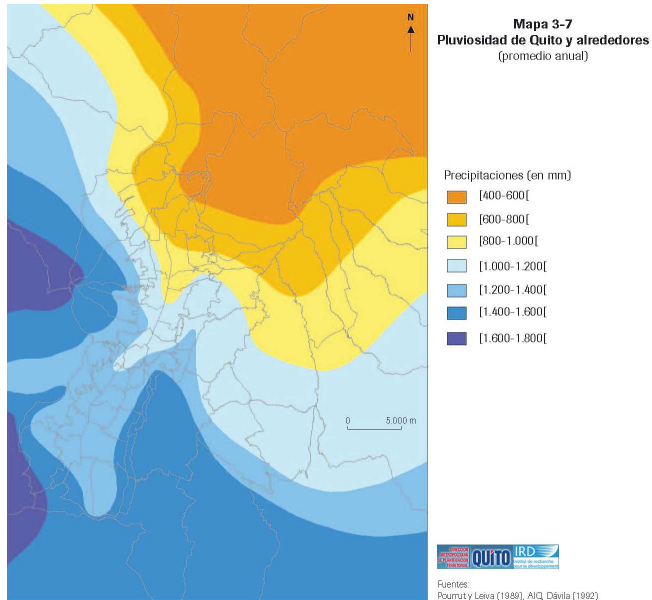 N
Mapa 3-7
Pluviosidad de Quito y alrededores
(promedio anual)
Precipitaciones (en mm)
[400-600[
[600-800[
[800-1.000[
[1.000-1.200[
[1.200-1.400[
[1.400-1.600[
[1.600-1.800[
0 5.000 m
QUITO
IRD
Fuentes:
Pourrut y Leiva (1989), AIQ, Dávila (1992)